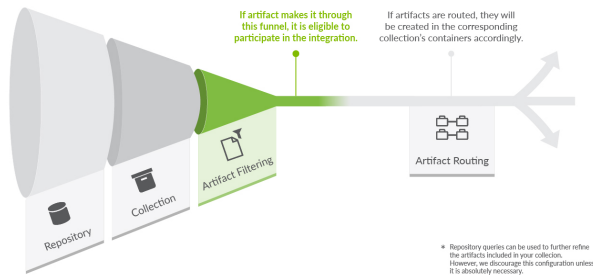 If artifact makes it through
this funnel, it is eligible to
participate in the integration.
If artifacts are routed, they will
be created in the corresponding
collection's containers accordingly.
Repository
Collection
Artifact Filtering
Artifact Routing
* Repository queries can be used to further refine
the artifacts included in your collecion.
However, we discourage this configuration unless
it is absolutely necessary.